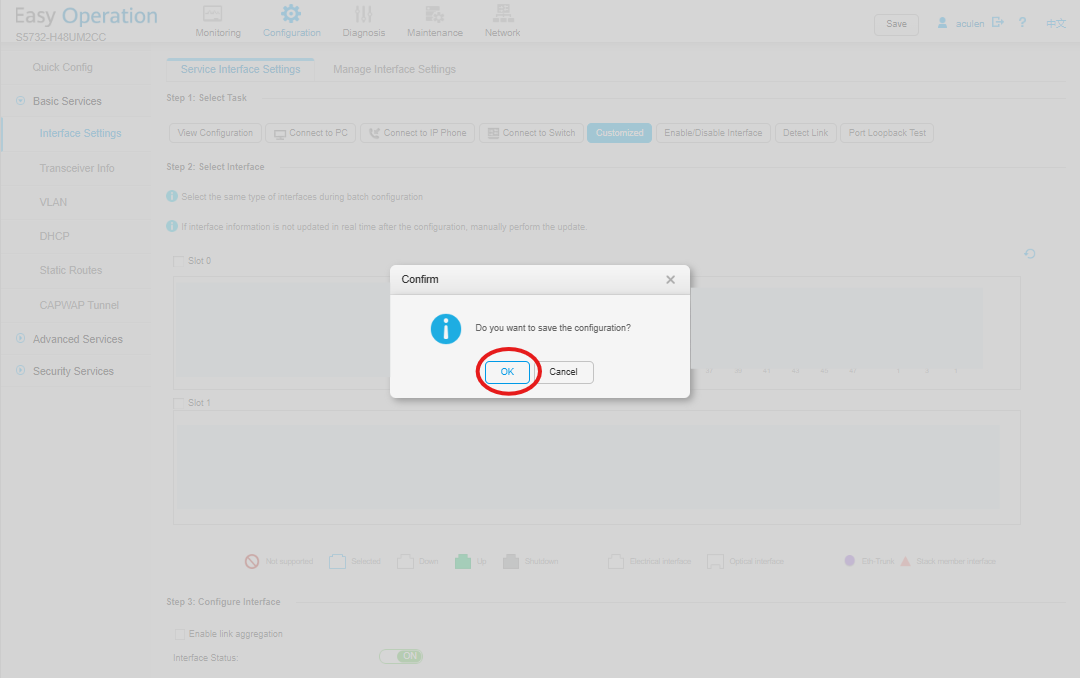 Easy Operation
S5732-H48UM2CC
Monitoring Configuration Diagnosis Maintenance Network
Save aculen ? 中文
Quick Config
Basic Services
Interface Settings
Transceiver Info
VLAN
DHCP
Static Routes
CAPWAP Tunnel
Advanced Services
Security Services
Service Interface Settings Manage Interface Settings
Step 1: Select Task
View Configuration Connect to PC Connect to IP Phone Connect to Switch Customized Enable/Disable Interface Detect Link Port Loopback Test
Step 2: Select Interface
Select the same type of interfaces during batch configuration
If interface information is not updated in real time after the configuration, manually perform the update.
Slot 0
Confirm
Do you want to save the configuration?
OK Cancel
Slot 1
Not supported Selected Down Up Shutdown Electrical interface Optical interface Eth-Trunk Stack member interface
Step 3: Configure Interface
Enable link aggregation
Interface Status: ON